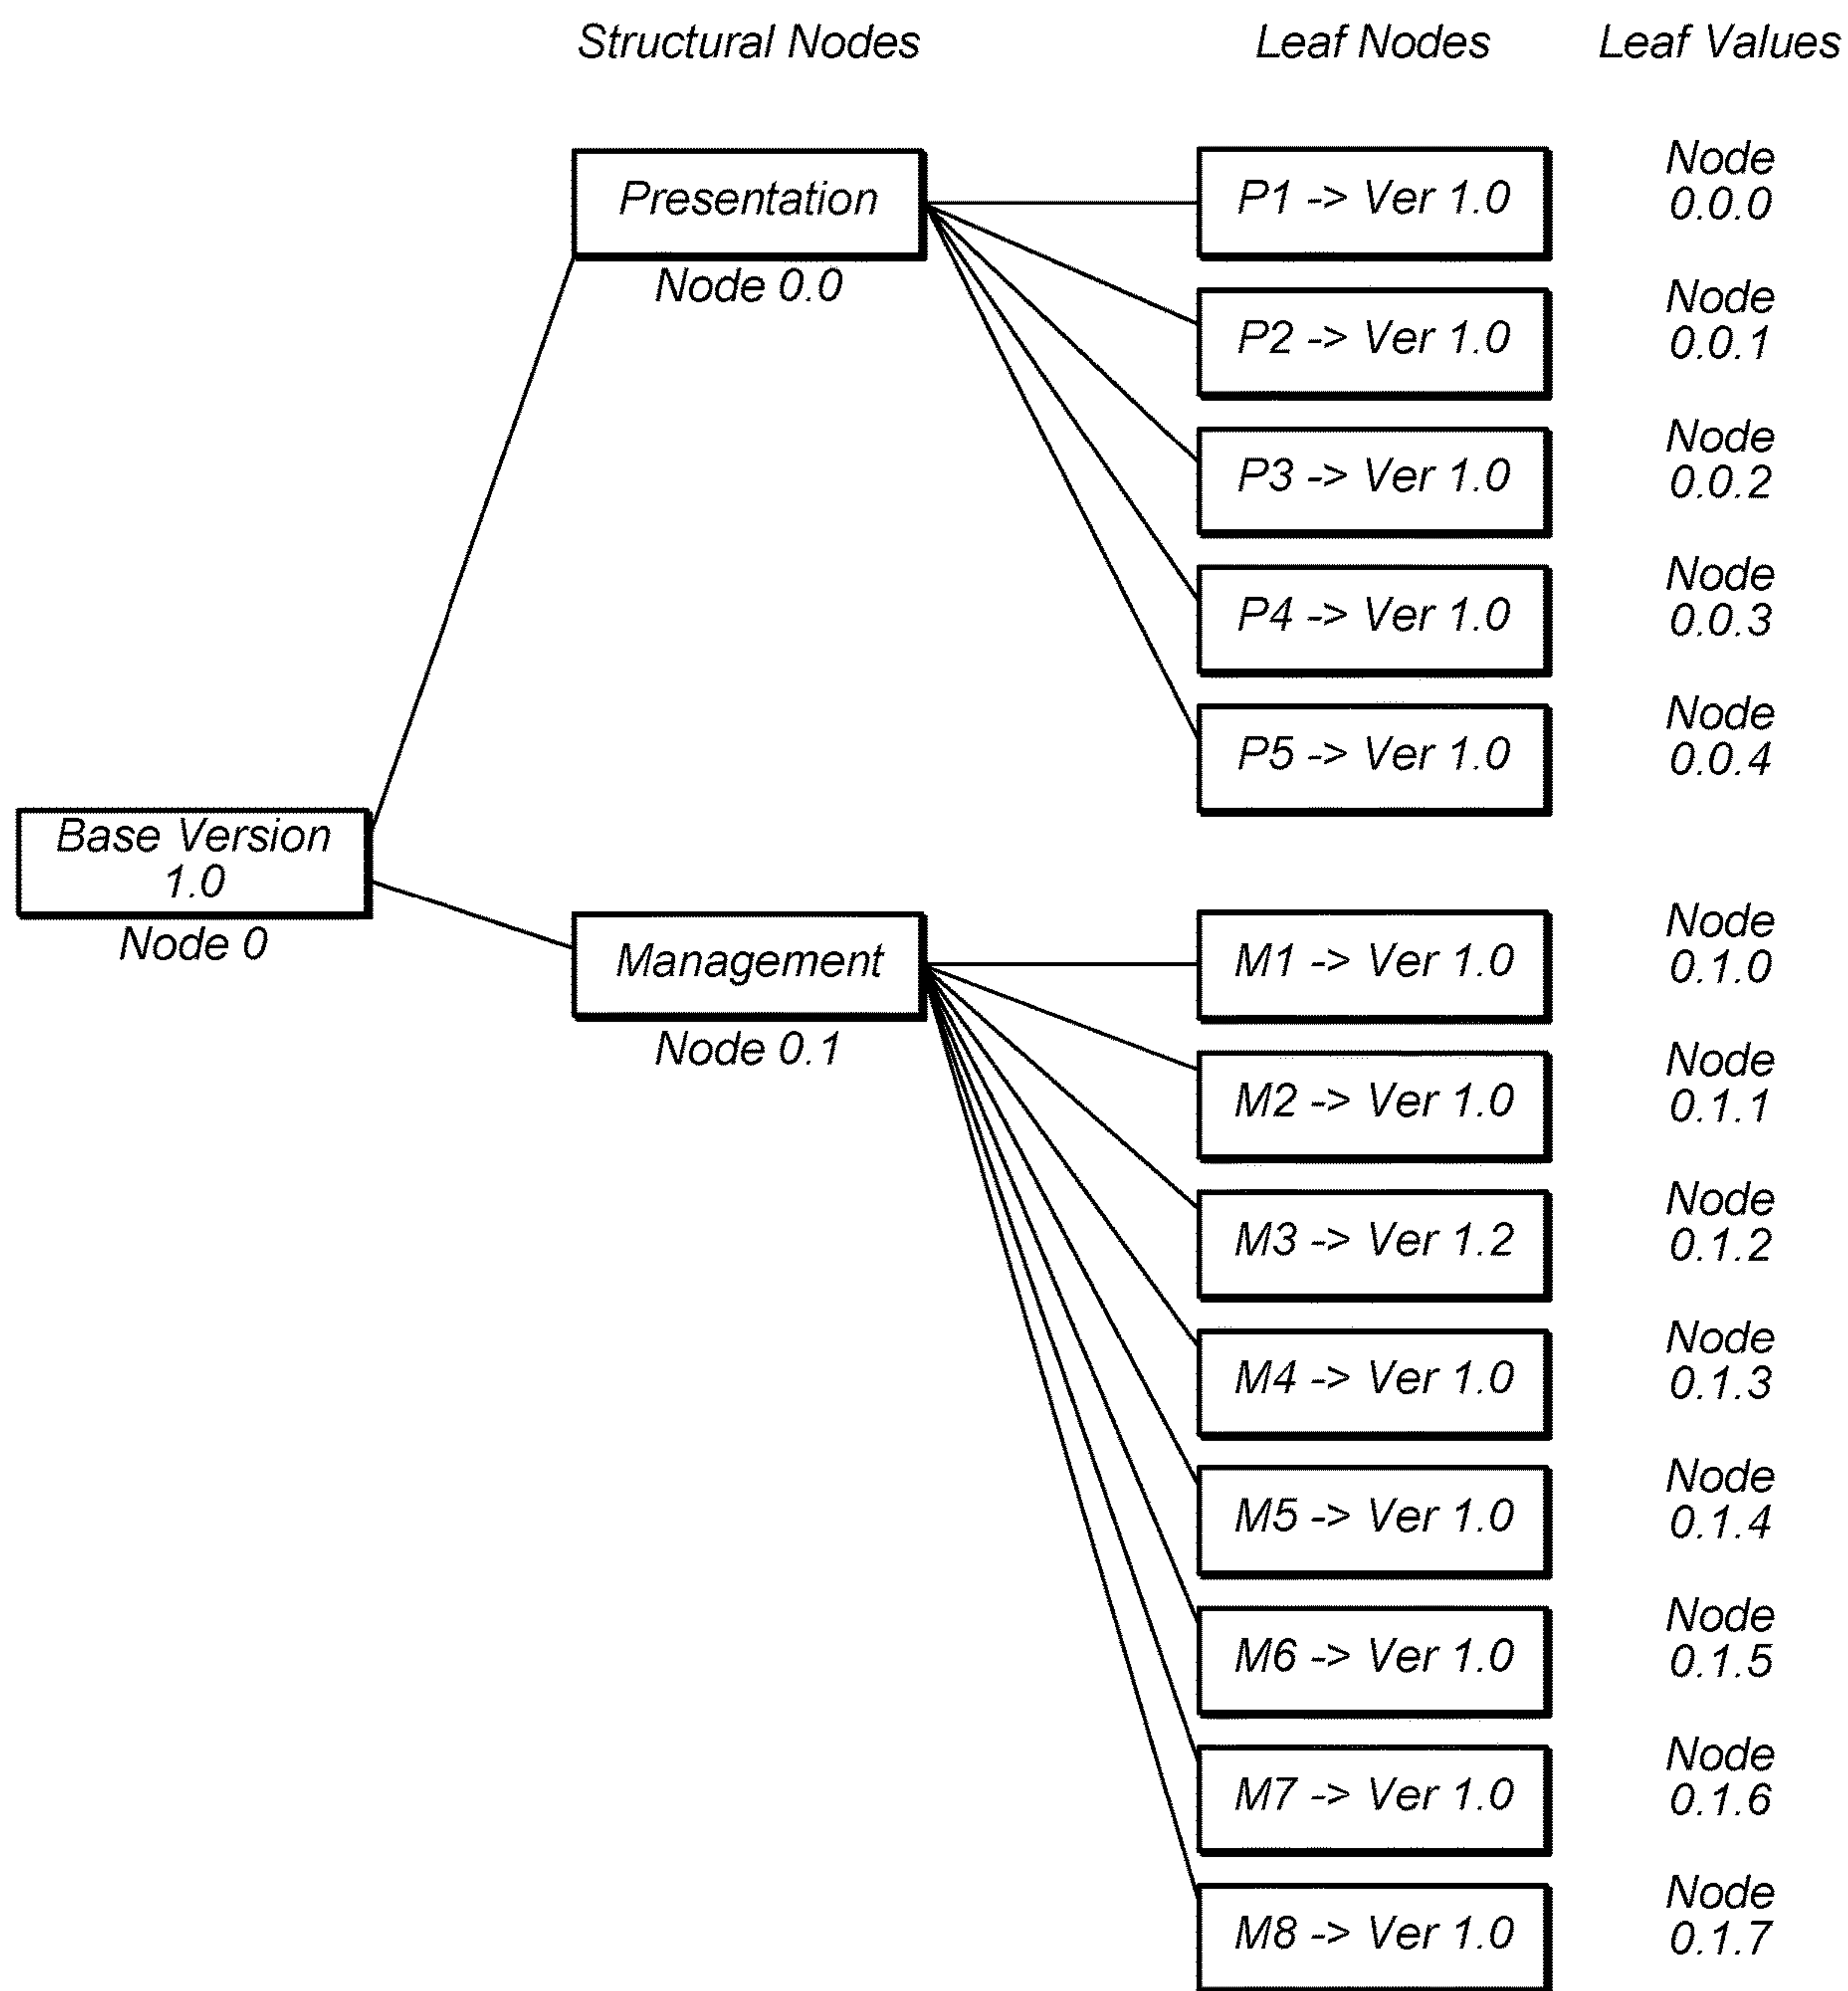 Structural Nodes
Leaf Nodes
Leaf Values
Presentation
Node 0.0
P1 -> Ver 1.0
Node
0.0.0
P2 -> Ver 1.0
Node
0.0.1
P3 -> Ver 1.0
Node
0.0.2
P4 -> Ver 1.0
Node
0.0.3
P5 -> Ver 1.0
Node
0.0.4
Base Version
1.0
Node 0
Management
Node 0.1
M1 -> Ver 1.0
Node
0.1.0
M2 -> Ver 1.0
Node
0.1.1
M3 -> Ver 1.2
Node
0.1.2
M4 -> Ver 1.0
Node
0.1.3
M5 -> Ver 1.0
Node
0.1.4
M6 -> Ver 1.0
Node
0.1.5
M7 -> Ver 1.0
Node
0.1.6
M8 -> Ver 1.0
Node
0.1.7